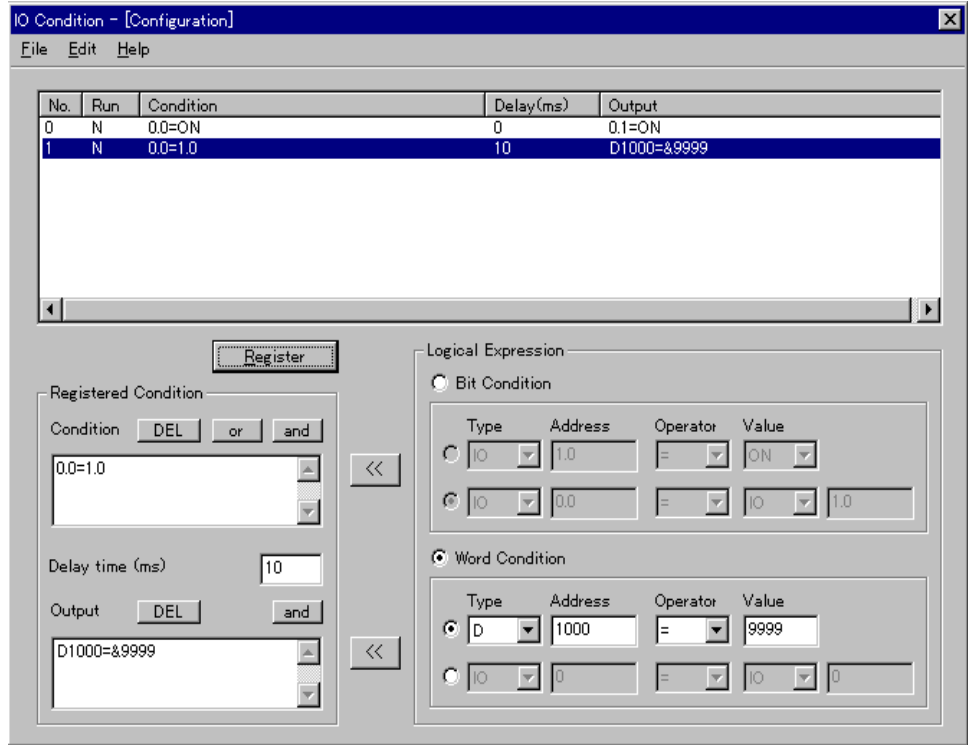 IO Condition - [Configuration]
File Edit Help
No. Run Condition Delay(ms) Output
0 N 0.0=ON 0 0.1=ON
1 N 0.0=1.0 10 D1000=&9999
Register
Registered Condition
Condition DEL or and
0.0=1.0
<<
Delay time (ms) 10
Output DEL and
D1000=&9999
<<
Logical Expression
Bit Condition
Type Address Operator Value
IO 1.0 = ON
IO 0.0 = IO 1.0
Word Condition
Type Address Operator Value
D 1000 = 9999
IO 0 = IO 0